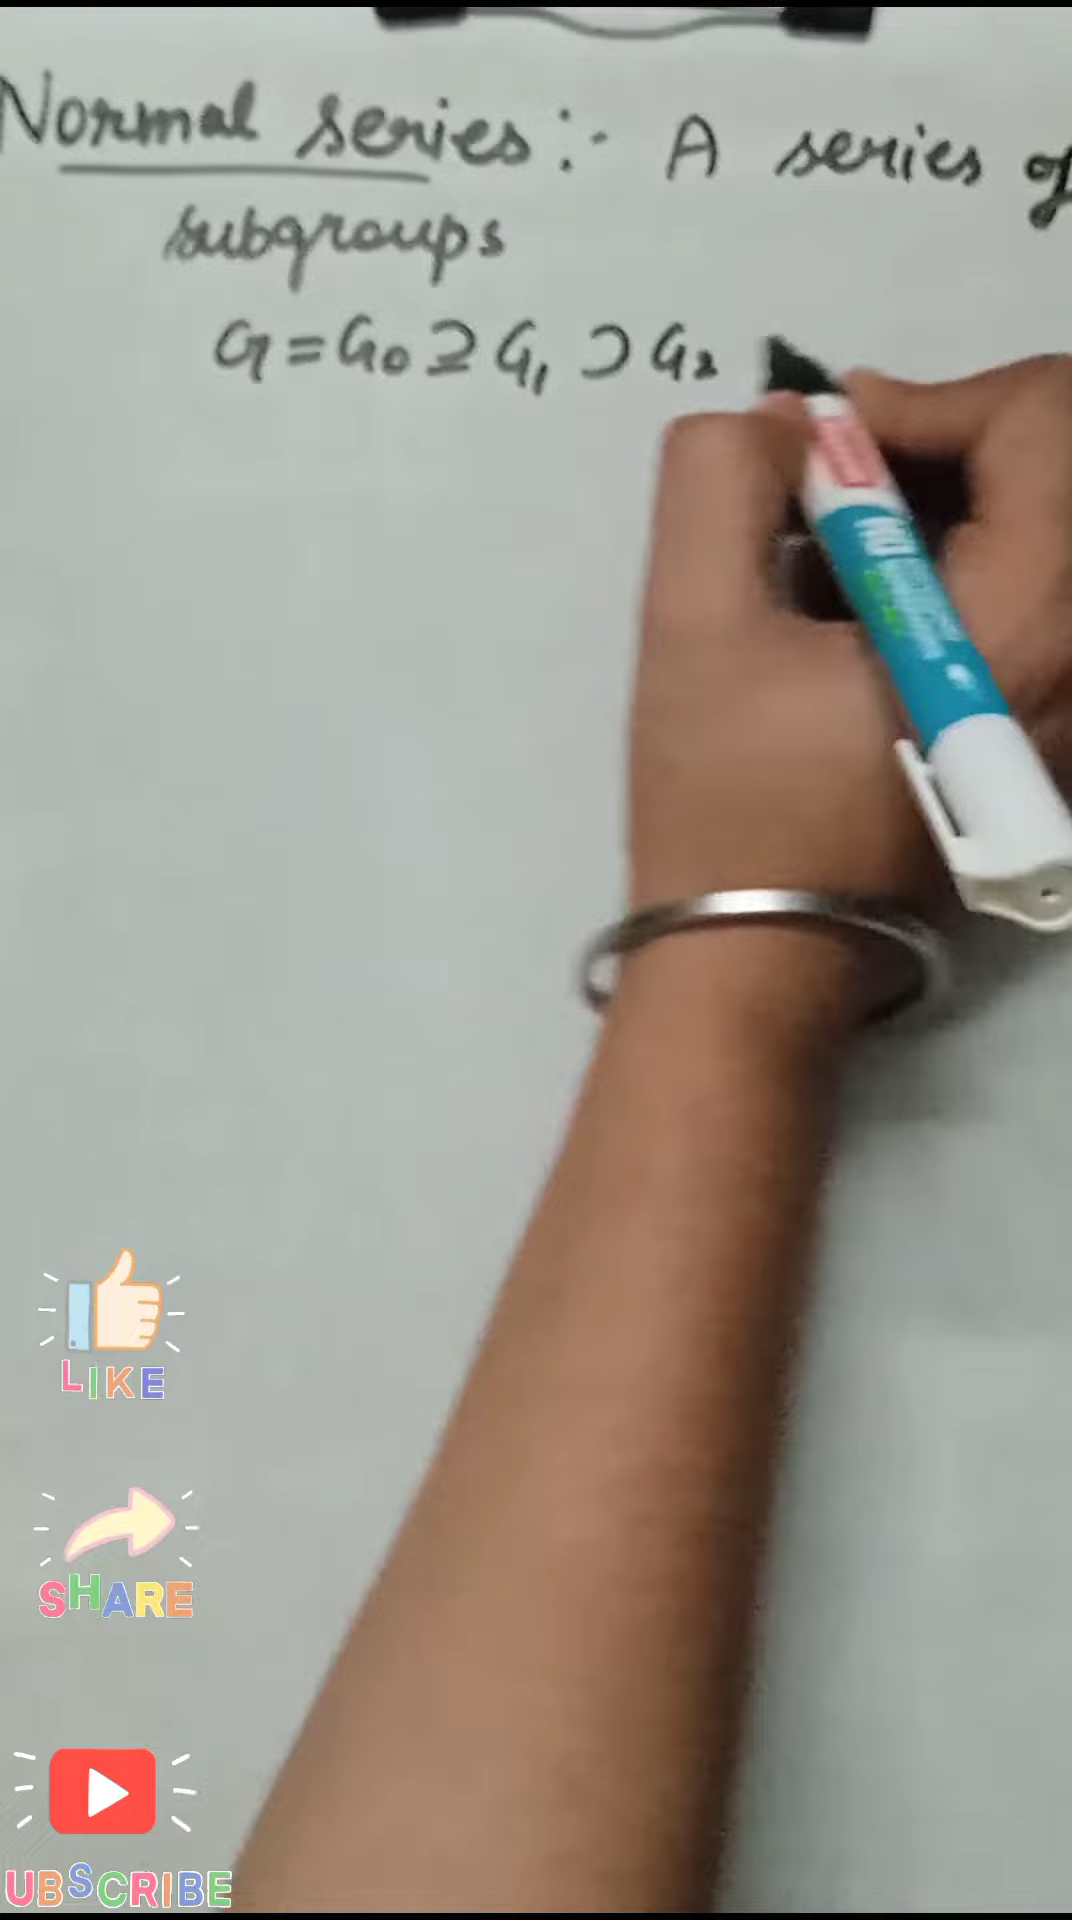 Normal series :- A series of
subgroups
G = G₀ ⊇ G₁ ⊃ G₂
LIKE
SHARE
UBSCRIBE